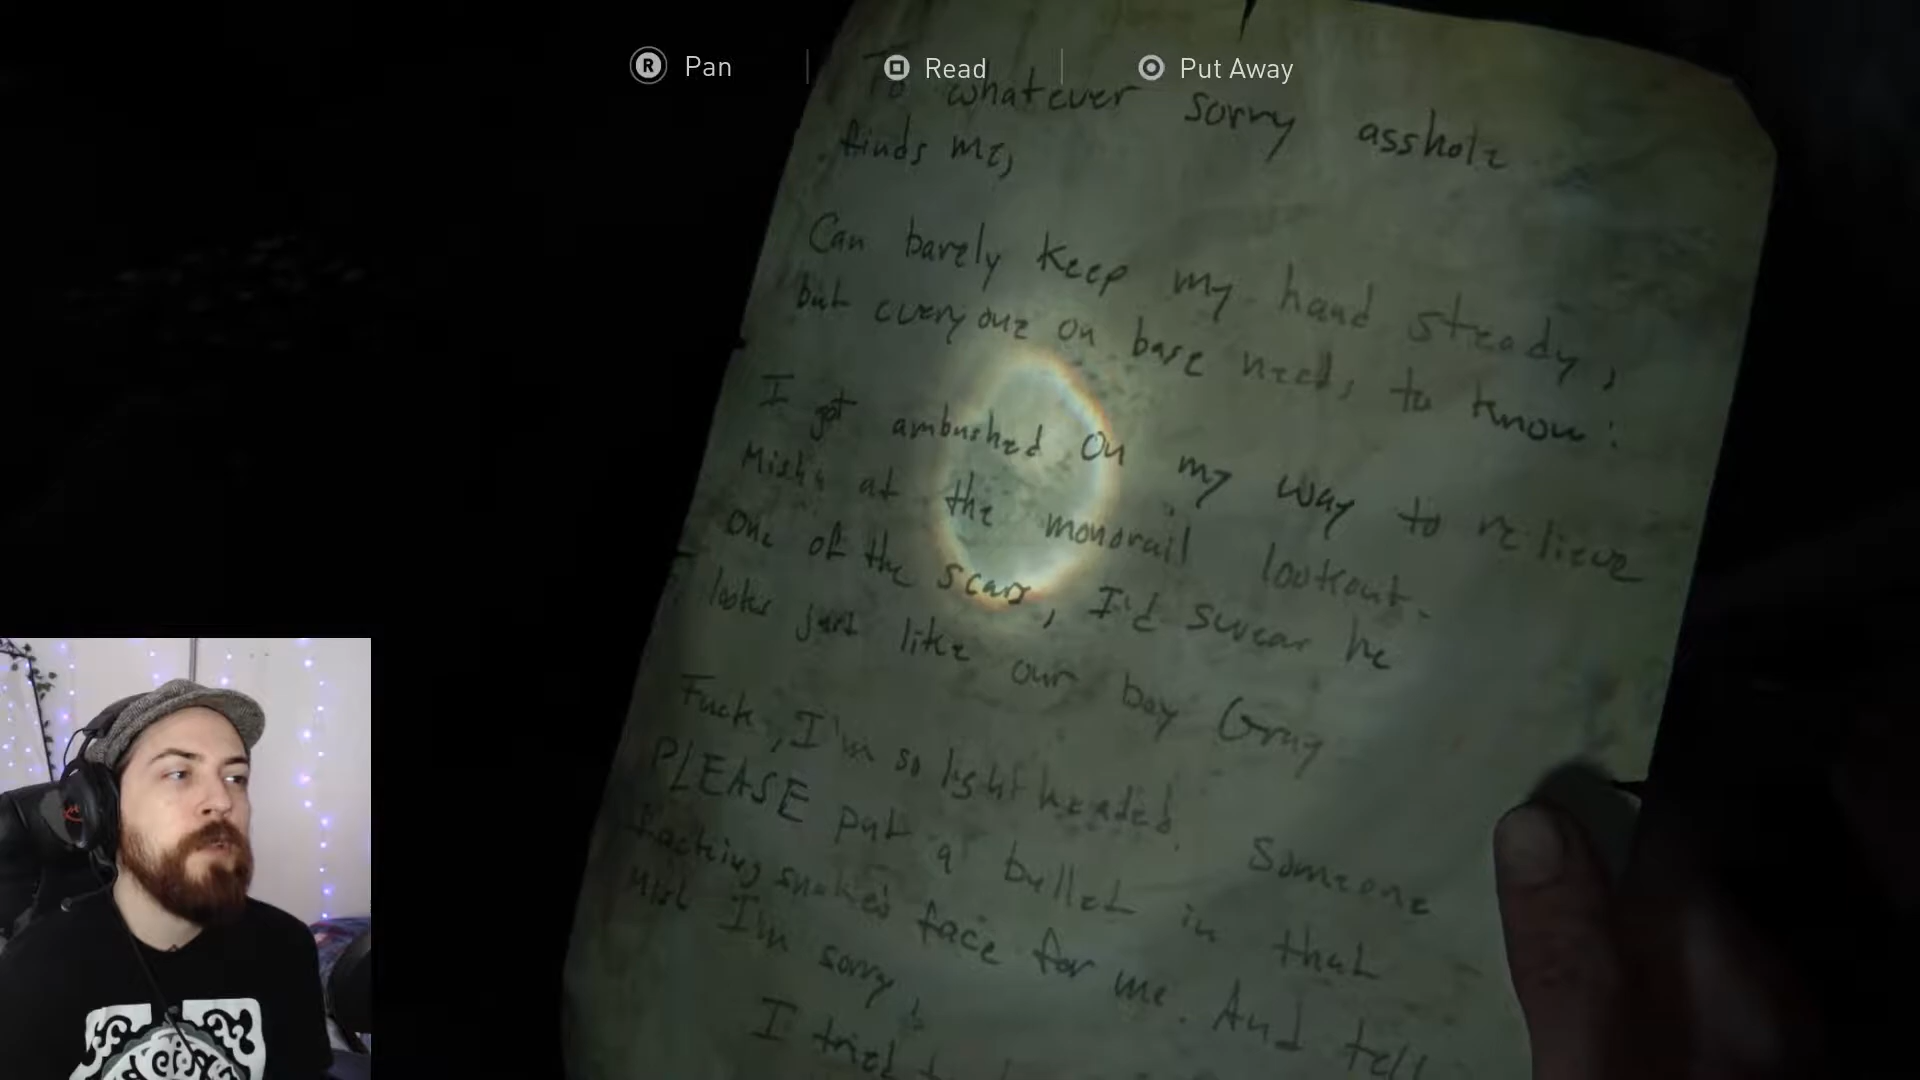 R Pan Read Put Away
To whatever sorry asshole
finds me,
Can barely keep my hand steady,
but everyone on base needs to know:
I got ambushed on my way to relieve
Misha at the monorail lookout.
One of the scars, I'd swear he
looks just like our boy Greg
Fuck, I'm so lightheaded. Someone
PLEASE put a bullet in that
fucking snake's face for me. And tell
Mish I'm sorry,
I tried